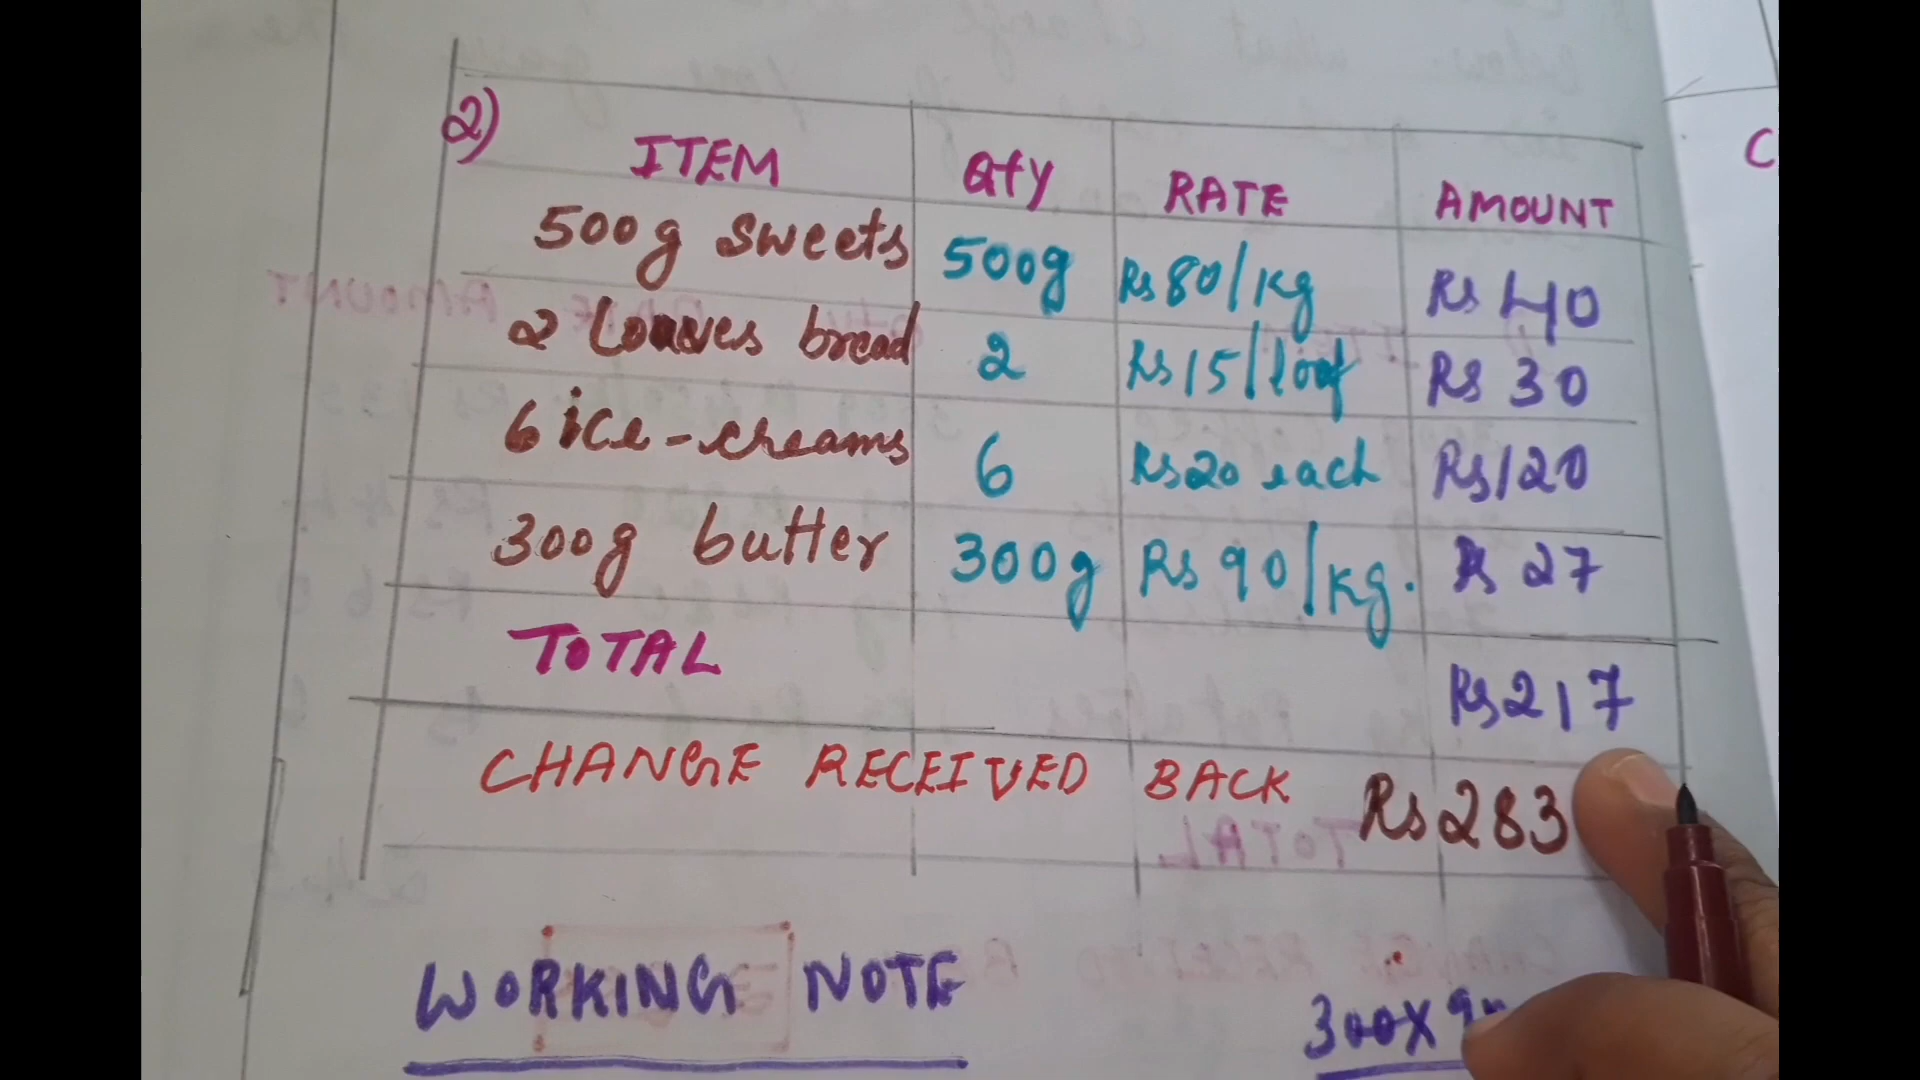 2)
ITEM Qty RATE AMOUNT
500g sweets 500g Rs 80/kg Rs 40
2 loaves bread 2 Rs 15/loaf Rs 30
6 ice-creams 6 Rs 20 each Rs 120
300g butter 300g Rs 90/kg. Rs 27
TOTAL Rs 217
CHANGE RECEIVED BACK Rs 283
WORKING NOTE
300x
C